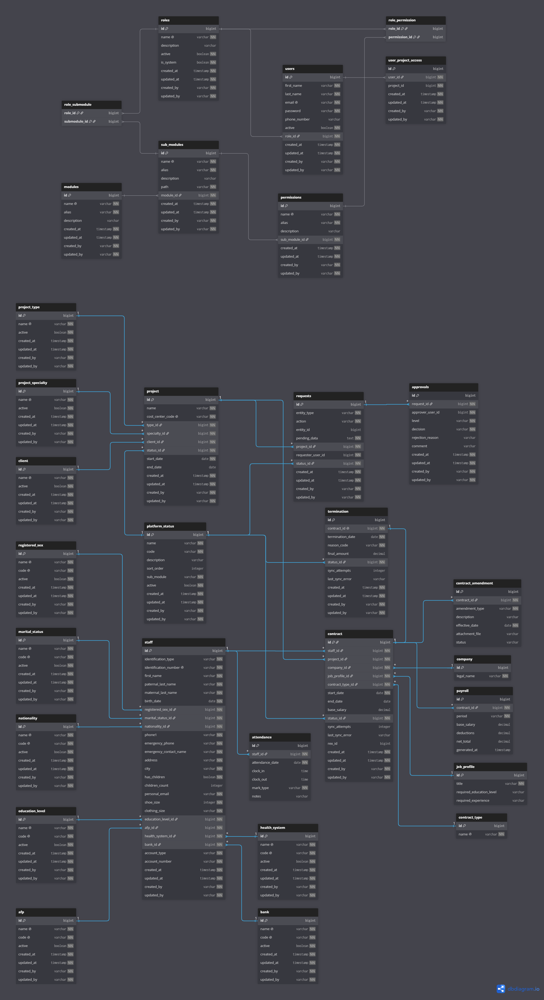 roles
id bigint
name varchar NN
description varchar
active boolean NN
is_system boolean NN
created_at timestamp NN
updated_at timestamp NN
created_by varchar NN
updated_by varchar NN
role_permission
role_id bigint
permission_id bigint
user_project_access
id bigint
user_id bigint NN
project_id bigint NN
created_at timestamp NN
updated_at timestamp NN
created_by varchar NN
updated_by varchar NN
users
id bigint
first_name varchar NN
last_name varchar NN
email varchar NN
password varchar NN
phone_number varchar
active boolean NN
role_id bigint NN
created_at timestamp NN
updated_at timestamp NN
created_by varchar NN
updated_by varchar NN
role_submodule
role_id bigint
submodule_id bigint
sub_modules
id bigint
name varchar NN
alias varchar NN
description varchar
path varchar NN
module_id bigint NN
created_at timestamp NN
updated_at timestamp NN
created_by varchar NN
updated_by varchar NN
modules
id bigint
name varchar NN
alias varchar NN
description varchar
created_at timestamp NN
updated_at timestamp NN
created_by varchar NN
updated_by varchar NN
permissions
id bigint
name varchar NN
alias varchar NN
description varchar
sub_module_id bigint NN
created_at timestamp NN
updated_at timestamp NN
created_by varchar NN
updated_by varchar NN
project_type
id bigint 1
name varchar NN
active boolean NN
created_at timestamp NN
updated_at timestamp NN
created_by varchar NN
updated_by varchar NN
project_specialty
id bigint 1
name varchar NN
active boolean NN
created_at timestamp NN
updated_at timestamp NN
created_by varchar NN
updated_by varchar NN
client
id bigint 1
name varchar NN
active boolean NN
created_at timestamp NN
updated_at timestamp NN
created_by varchar NN
updated_by varchar NN
project
id bigint 1
name varchar NN
cost_center_code varchar NN
* type_id bigint NN
* specialty_id bigint NN
* client_id bigint NN
* status_id bigint NN
start_date date NN
end_date date
created_at timestamp NN
updated_at timestamp NN
created_by varchar NN
updated_by varchar NN
requests
id bigint 1
entity_type varchar NN
action varchar NN
entity_id bigint
pending_data text NN
* project_id bigint NN
requester_user_id bigint NN
* status_id bigint NN
created_at timestamp NN
updated_at timestamp NN
created_by varchar NN
updated_by varchar NN
approvals
id bigint
* request_id bigint NN
approver_user_id bigint NN
level varchar NN
decision varchar NN
rejection_reason varchar
comment varchar
created_at timestamp NN
updated_at timestamp NN
created_by varchar NN
updated_by varchar NN
platform_status
1 id bigint 1
name varchar NN
code varchar NN
description varchar
sort_order integer
sub_module varchar NN
active boolean NN
created_at timestamp NN
updated_at timestamp NN
created_by varchar NN
updated_by varchar NN
termination
id bigint
contract_id bigint NN 1
termination_date date NN
reason_code varchar NN
final_amount decimal
* status_id bigint NN
sync_attempts integer
last_sync_error varchar
created_at timestamp NN
updated_at timestamp NN
created_by varchar NN
updated_by varchar NN
registered_sex
id bigint 1
name varchar NN
code varchar NN
active boolean NN
created_at timestamp NN
updated_at timestamp NN
created_by varchar NN
updated_by varchar NN
marital_status
id bigint 1
name varchar NN
code varchar NN
active boolean NN
created_at timestamp NN
updated_at timestamp NN
created_by varchar NN
updated_by varchar NN
nationality
id bigint 1
name varchar NN
code varchar NN
active boolean NN
created_at timestamp NN
updated_at timestamp NN
created_by varchar NN
updated_by varchar NN
education_level
id bigint 1
name varchar NN
code varchar NN
active boolean NN
created_at timestamp NN
updated_at timestamp NN
created_by varchar NN
updated_by varchar NN
afp
id bigint 1
name varchar NN
code varchar NN
active boolean NN
created_at timestamp NN
updated_at timestamp NN
created_by varchar NN
updated_by varchar NN
staff
id bigint 1
identification_type varchar NN
identification_number varchar NN
first_name varchar NN
paternal_last_name varchar NN
maternal_last_name varchar NN
birth_date date NN
* registered_sex_id bigint NN
* marital_status_id bigint NN
* nationality_id bigint NN
phone1 varchar NN
emergency_phone varchar NN
emergency_contact_name varchar NN
address varchar NN
city varchar NN
has_children boolean NN
children_count integer
personal_email varchar NN
shoe_size integer NN
clothing_size varchar NN
* education_level_id bigint NN
* afp_id bigint NN
health_system_id bigint NN *
bank_id bigint NN *
account_type varchar NN
account_number varchar NN
created_at timestamp NN
updated_at timestamp NN
created_by varchar NN
updated_by varchar NN
contract
id bigint 1
* staff_id bigint NN
* project_id bigint NN
company_id bigint NN *
job_profile_id bigint NN *
contract_type_id bigint NN *
start_date date NN
end_date date
base_salary decimal
* status_id bigint NN
sync_attempts integer
last_sync_error varchar
rex_id bigint
created_at timestamp NN
updated_at timestamp NN
created_by varchar NN
updated_by varchar NN
attendance
id bigint
* staff_id bigint NN
attendance_date date NN
clock_in time
clock_out time
mark_type varchar NN
notes varchar
health_system
1 id bigint
name varchar NN
code varchar NN
active boolean NN
created_at timestamp NN
updated_at timestamp NN
created_by varchar NN
updated_by varchar NN
bank
1 id bigint
name varchar NN
code varchar NN
active boolean NN
created_at timestamp NN
updated_at timestamp NN
created_by varchar NN
updated_by varchar NN
contract_amendment
id bigint
* contract_id bigint NN
amendment_type varchar NN
description varchar
effective_date date NN
attachment_file varchar
status varchar
company
1 id bigint
legal_name varchar NN
payroll
id bigint
* contract_id bigint NN
period varchar NN
base_salary decimal
deductions decimal
net_total decimal
generated_at timestamp
job_profile
1 id bigint
title varchar NN
required_education_level varchar
required_experience varchar
contract_type
1 id bigint
name varchar NN
dbdiagram.io